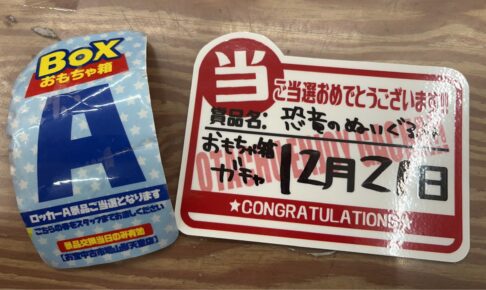 BOX
おもちゃ箱
A
ロッカーA景品ご当選となります
こちらの券をスタッフまでお渡しください
景品交換当日のみ有効
当
ご当選おめでとうございます!!
賞品名: 恐竜のぬいぐる
おもちゃ箱
ガチャ 12月21日
★CONGRATULATIONS★